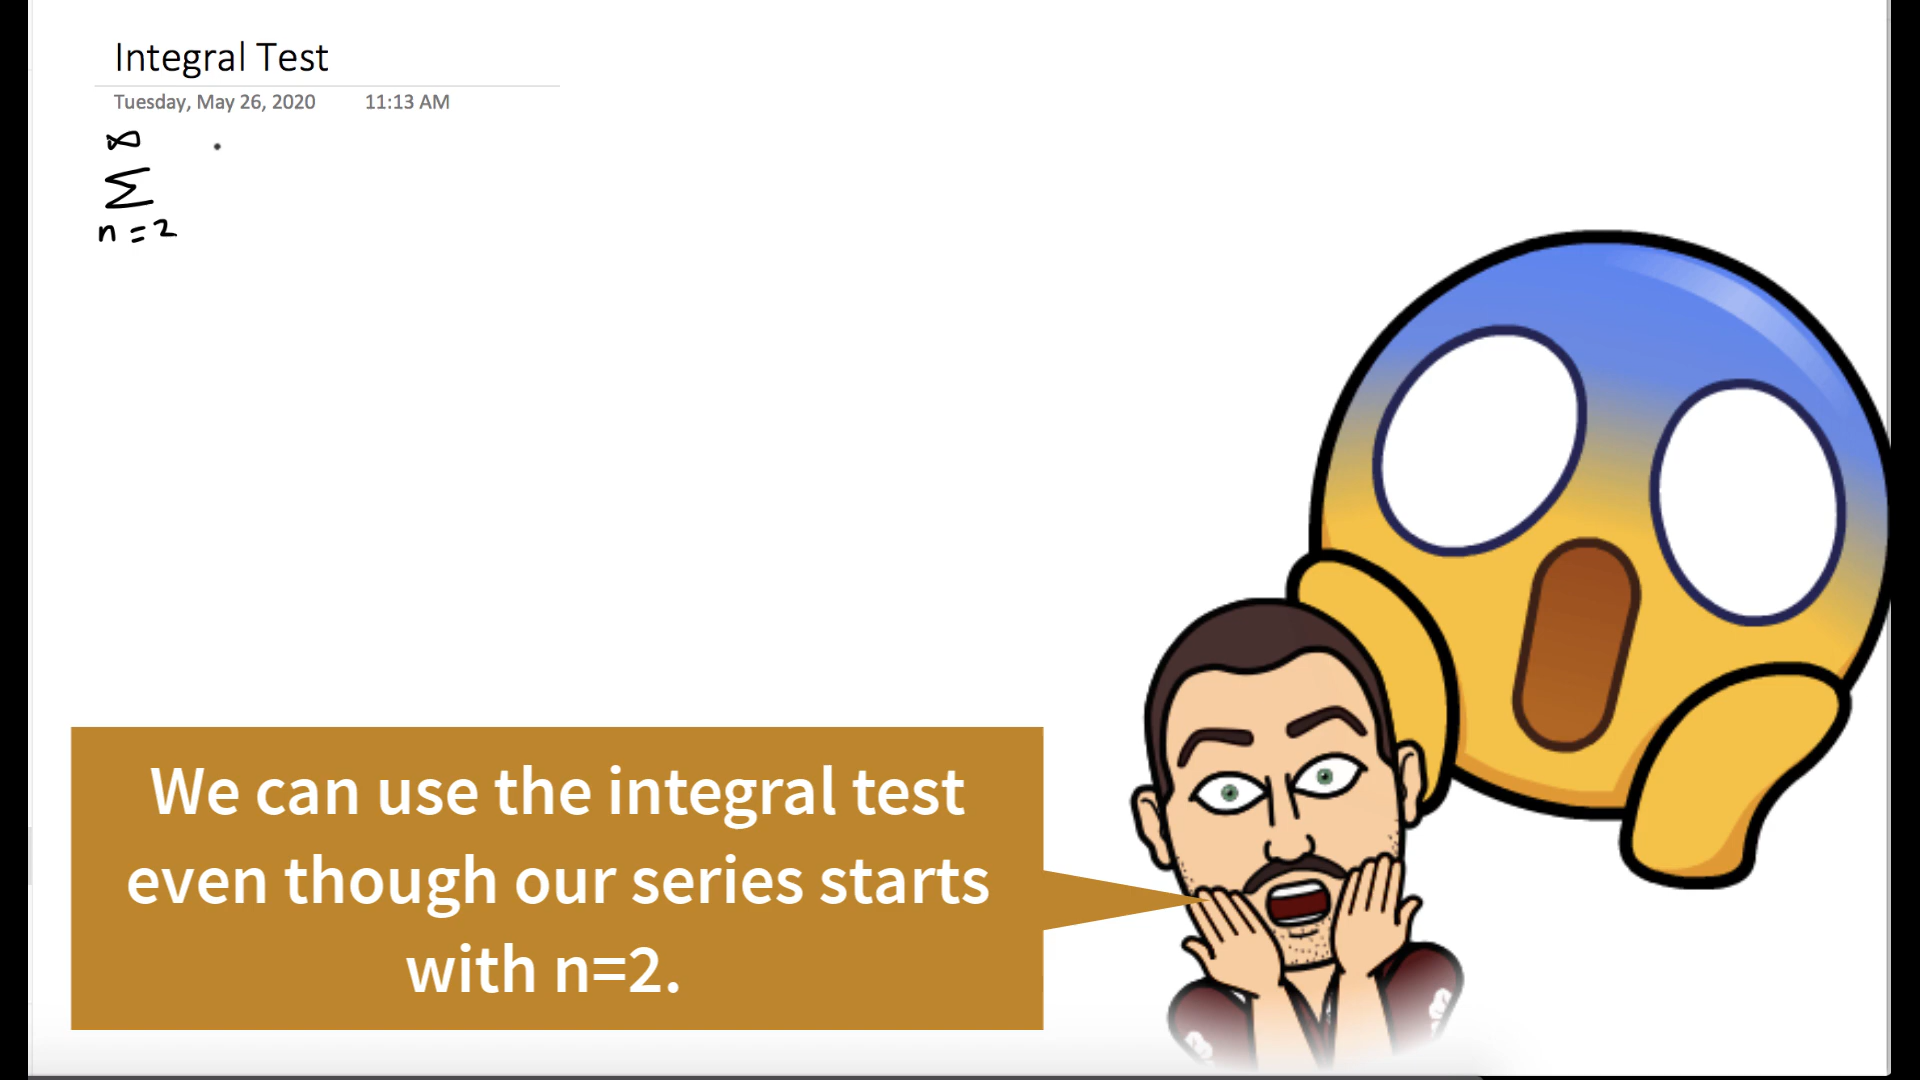 Integral Test
Tuesday, May 26, 2020 11:13 AM
∞
Σ
n=2
We can use the integral test
even though our series starts
with n=2.